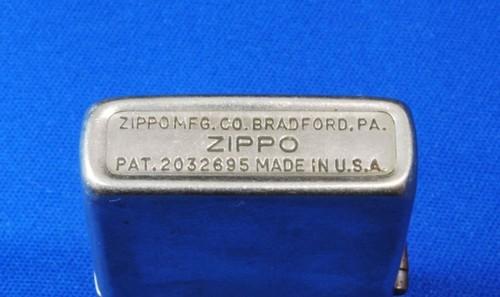 ZIPPO MFG. CO. BRADFORD, PA.
ZIPPO
PAT. 2032695 MADE IN U.S.A.